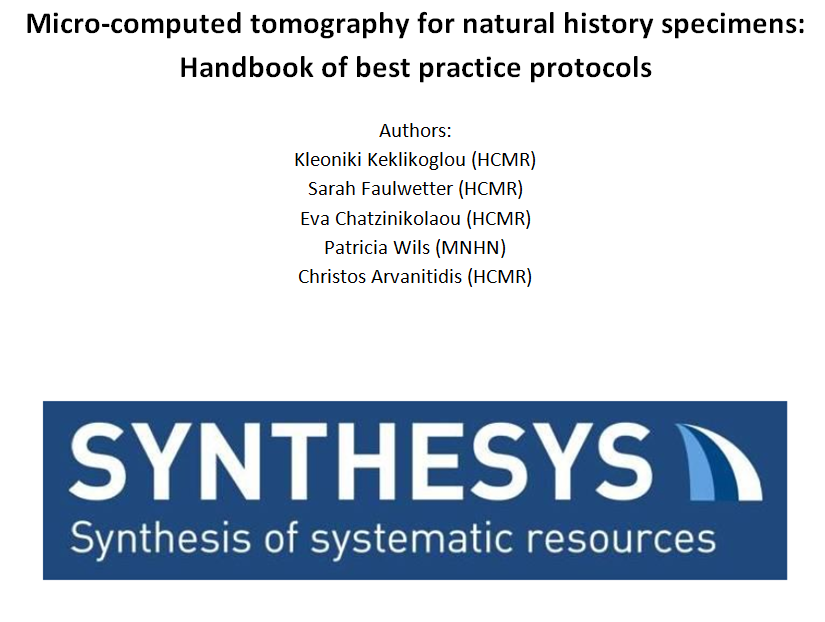 Micro-computed tomography for natural history specimens:
Handbook of best practice protocols
Authors:
Kleoniki Keklikoglou (HCMR)
Sarah Faulwetter (HCMR)
Eva Chatzinikolaou (HCMR)
Patricia Wils (MNHN)
Christos Arvanitidis (HCMR)
SYNTHESYS
Synthesis of systematic resources